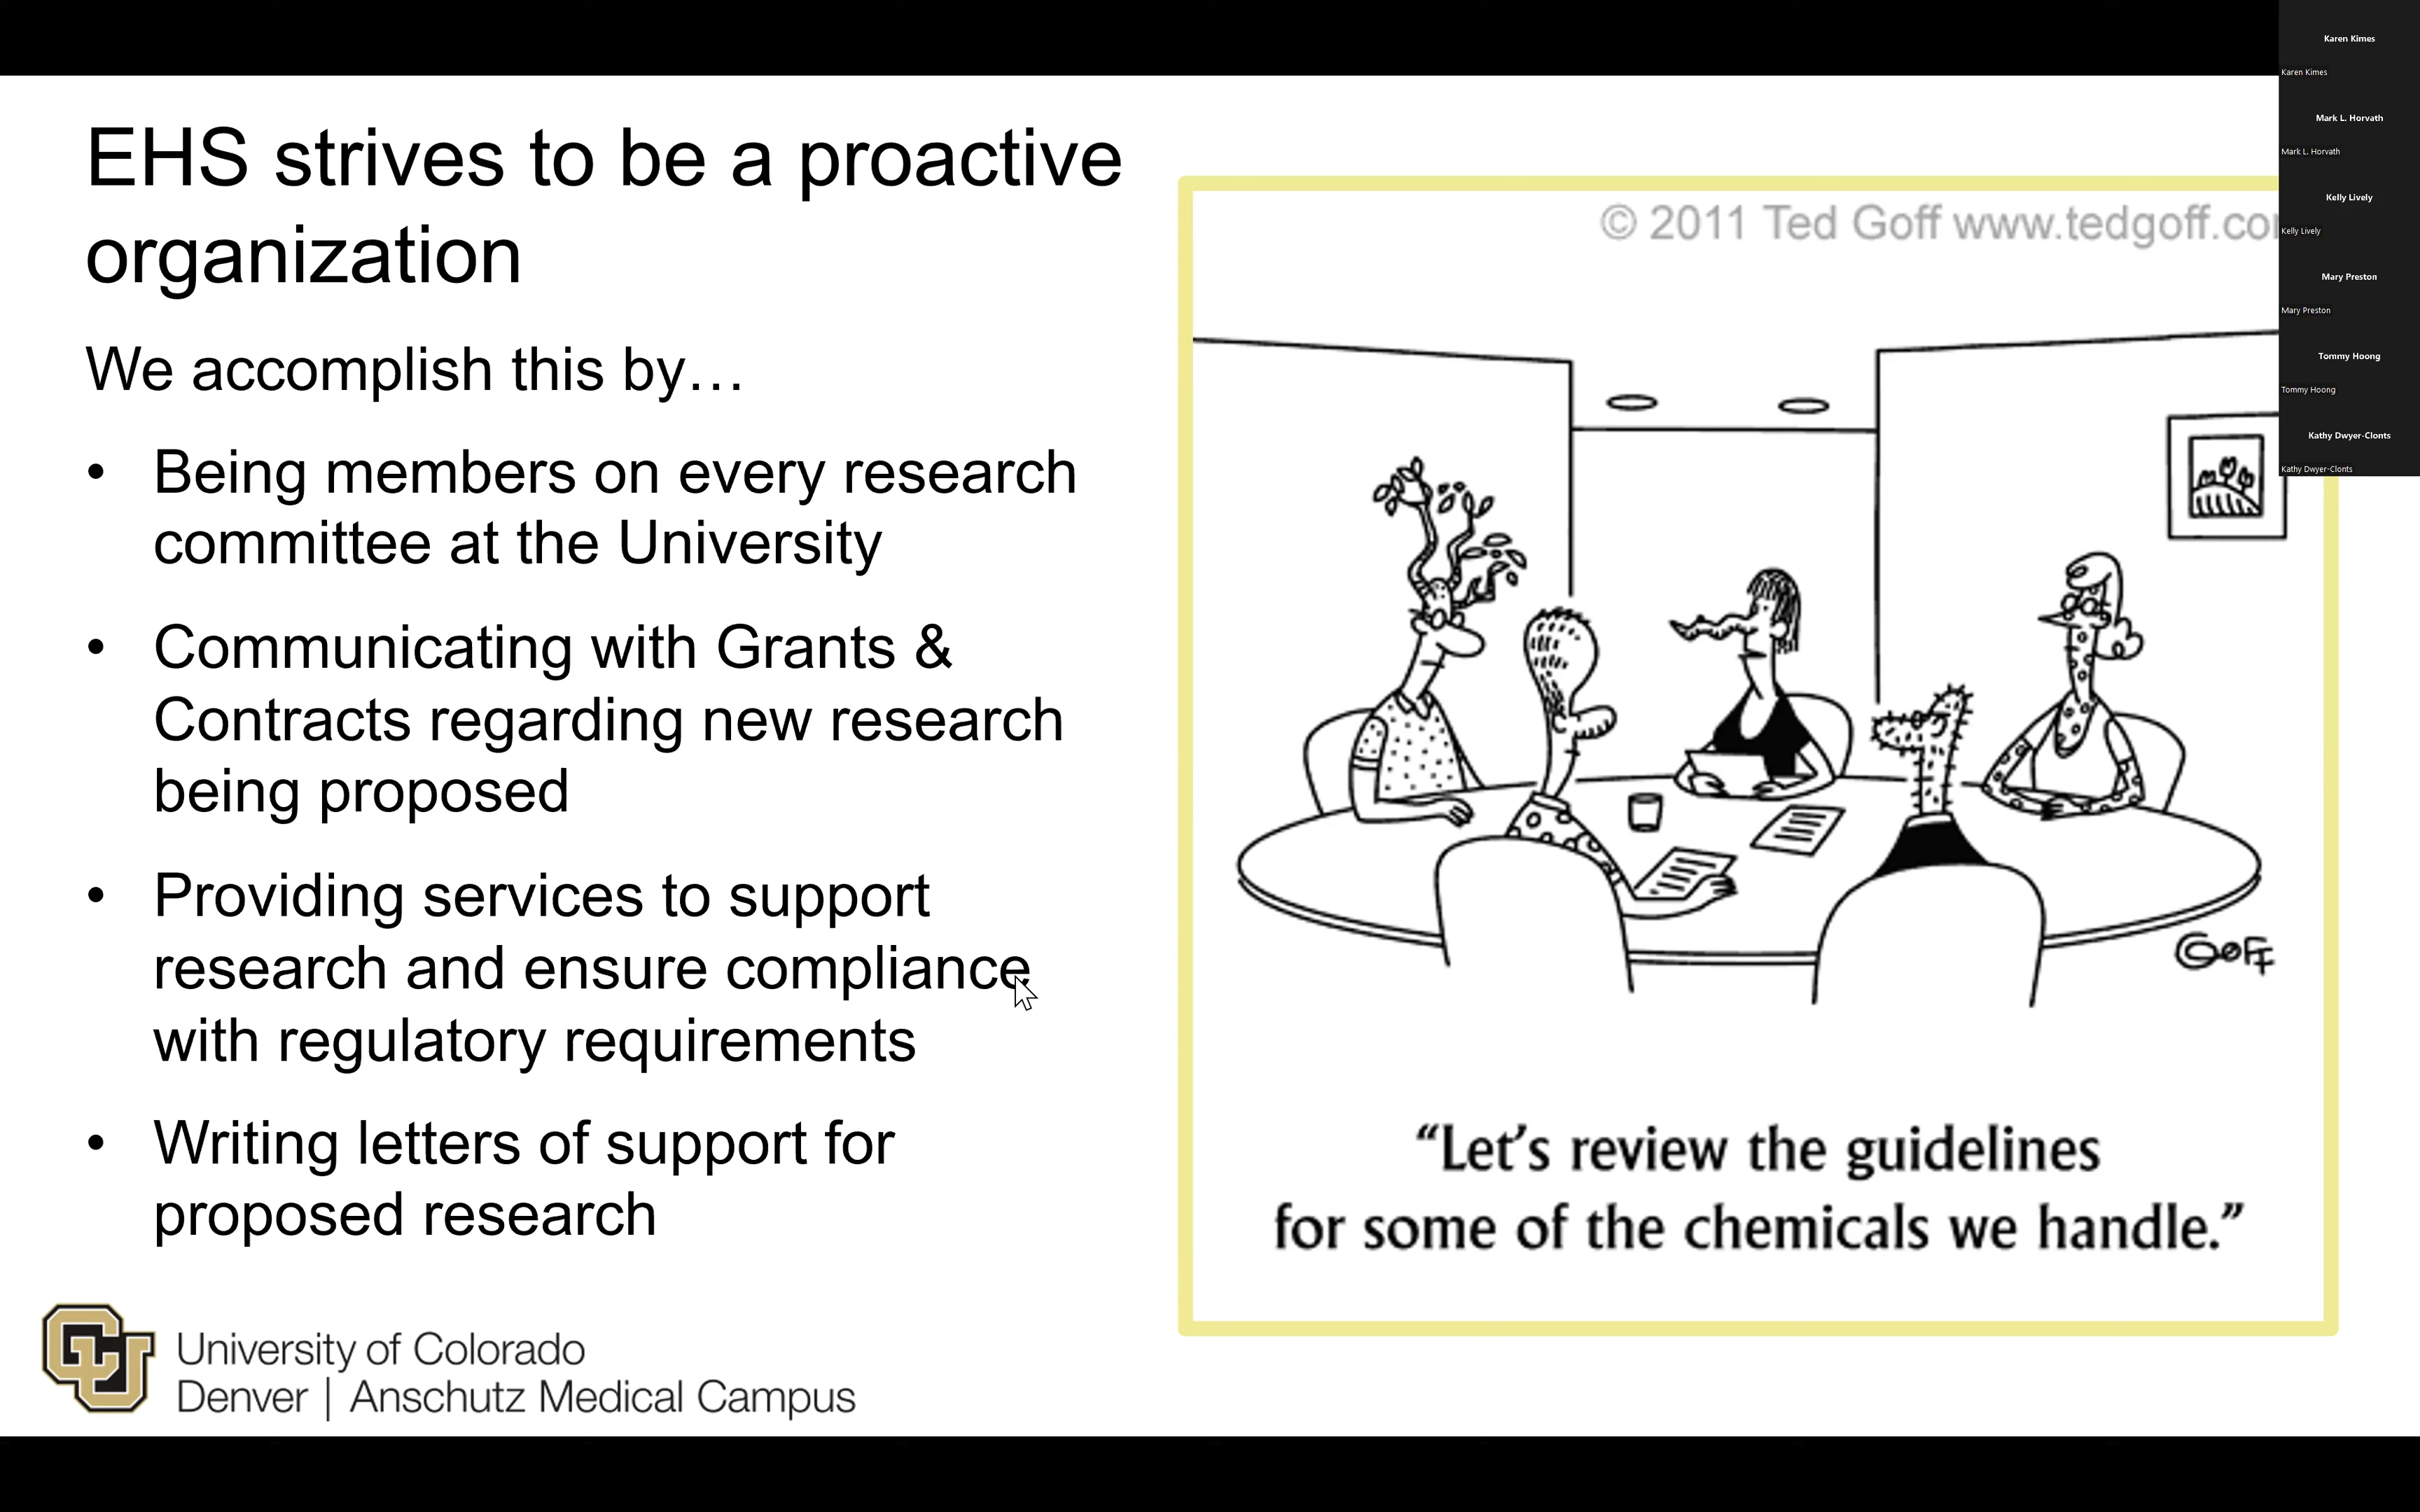 EHS strives to be a proactive
organization
We accomplish this by…
• Being members on every research
committee at the University
• Communicating with Grants &
Contracts regarding new research
being proposed
• Providing services to support
research and ensure compliance
with regulatory requirements
• Writing letters of support for
proposed research
CU
University of Colorado
Denver | Anschutz Medical Campus
© 2011 Ted Goff www.tedgoff.co
GOFF
“Let’s review the guidelines
for some of the chemicals we handle.”
Karen Kimes
Karen Kimes
Mark L. Horvath
Mark L. Horvath
Kelly Lively
Kelly Lively
Mary Preston
Mary Preston
Tommy Hoong
Tommy Hoong
Kathy Dwyer-Clonts
Kathy Dwyer-Clonts